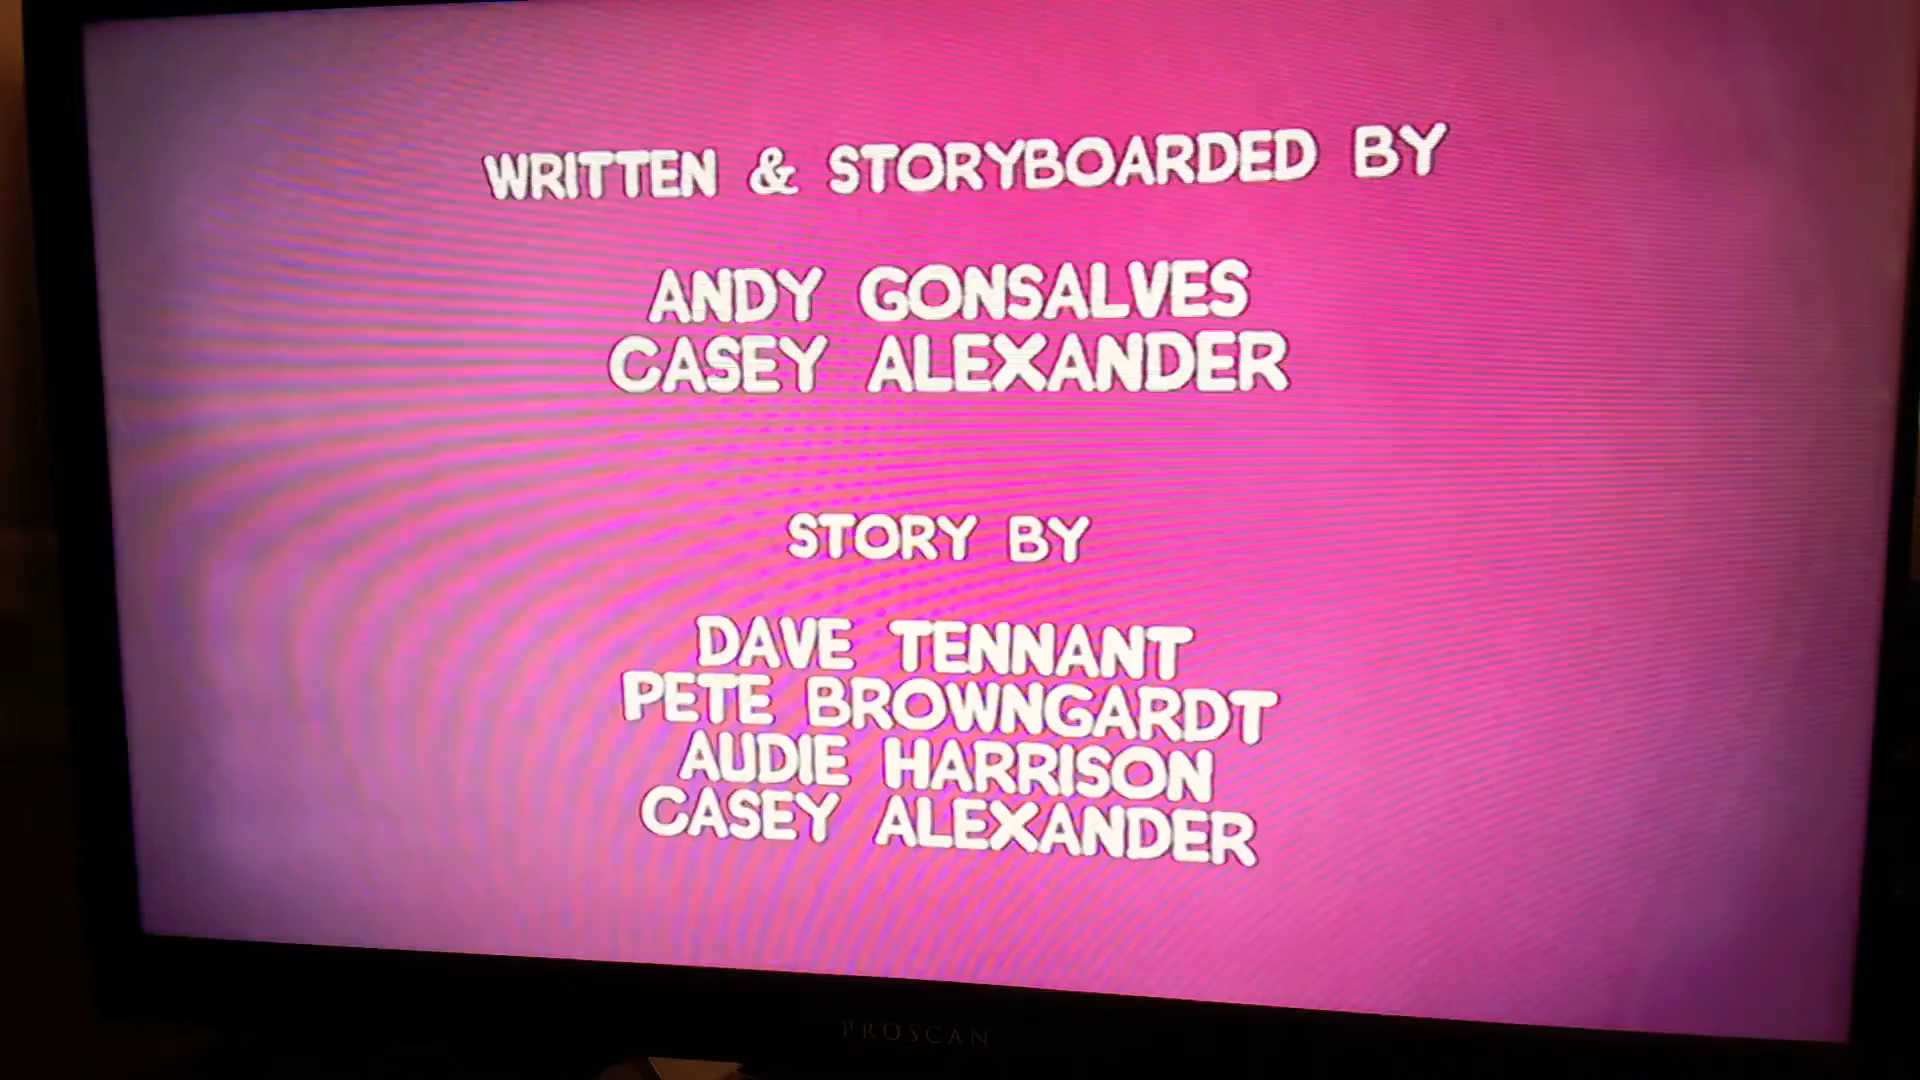 WRITTEN & STORYBOARDED BY
ANDY GONSALVES
CASEY ALEXANDER
STORY BY
DAVE TENNANT
PETE BROWNGARDT
AUDIE HARRISON
CASEY ALEXANDER
PROSCAN